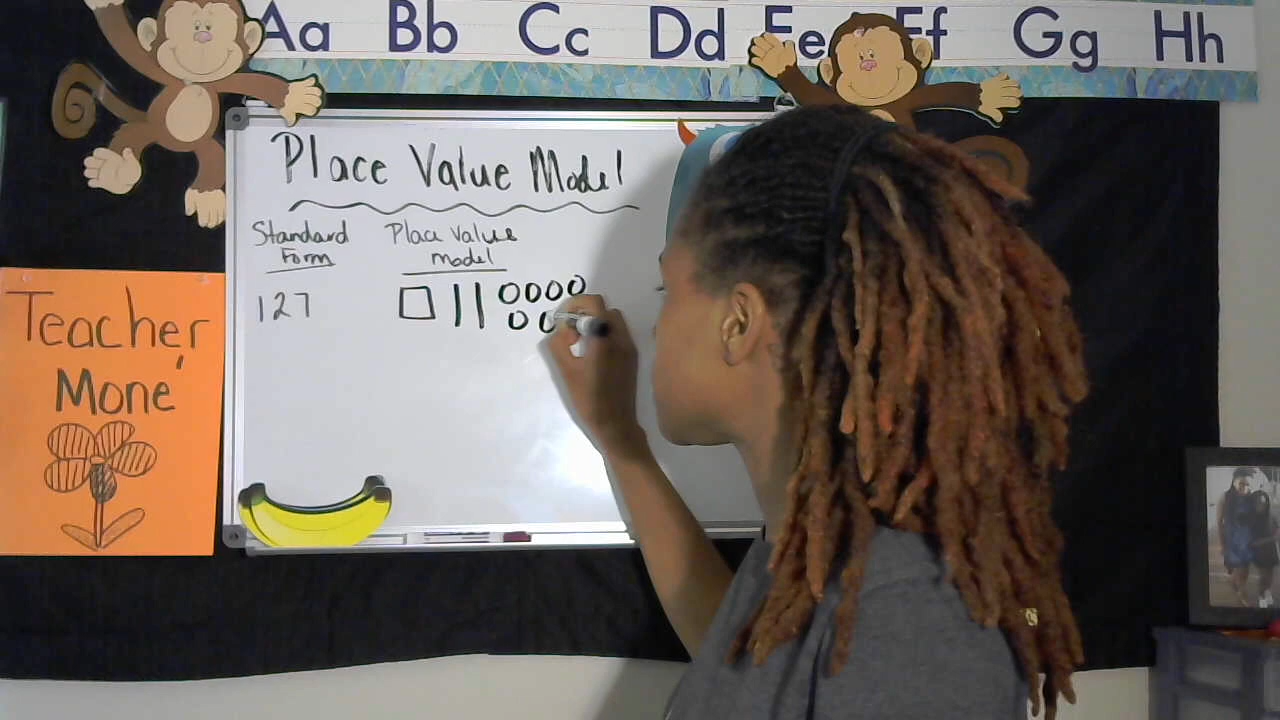 Aa Bb Cc Dd Ee Ff Gg Hh
Place Value Model
Standard Form
Place Value model
127
Teacher
Mone'